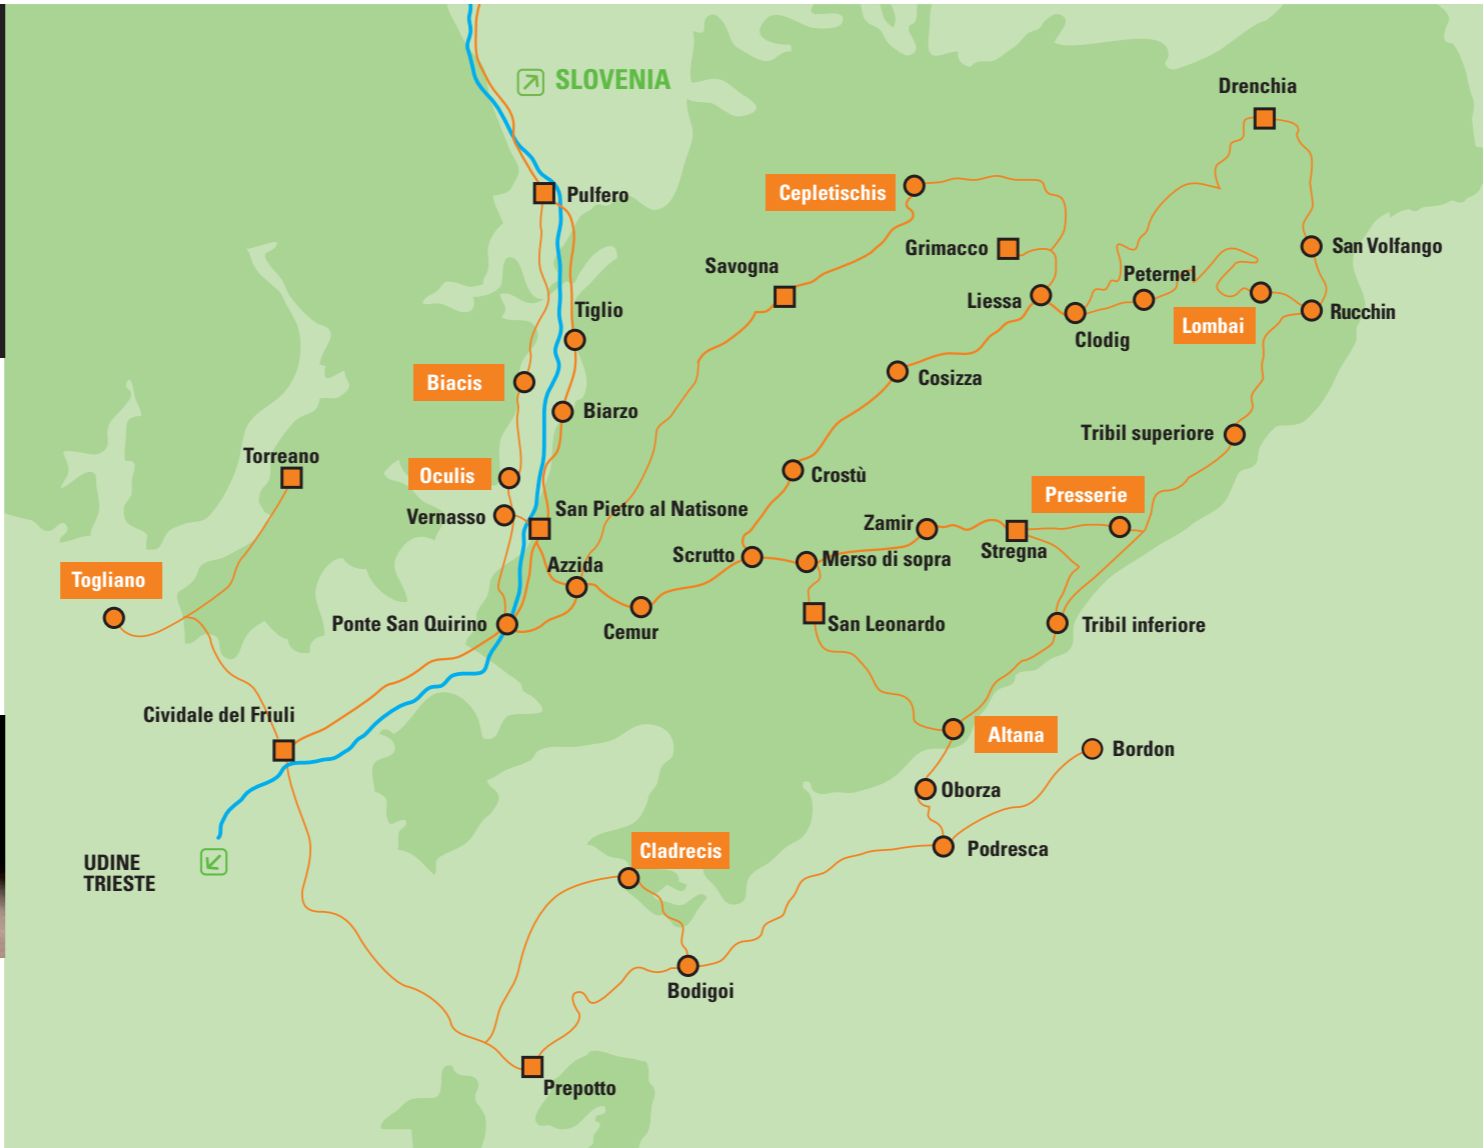 SLOVENIA
Drenchia
Pulfero
Cepletischis
Grimacco
San Volfango
Savogna
Peternel
Liessa
Tiglio
Lombai
Rucchin
Clodig
Biacis
Cosizza
Biarzo
Tribil superiore
Torreano
Oculis
Crostù
Presserie
Vernasso
San Pietro al Natisone
Zamir
Stregna
Scrutto
Merso di sopra
Azzida
Togliano
Ponte San Quirino
Cemur
San Leonardo
Tribil inferiore
Cividale del Friuli
Altana
Bordon
Oborza
Cladrecis
Podresca
UDINE
TRIESTE
Bodigoi
Prepotto